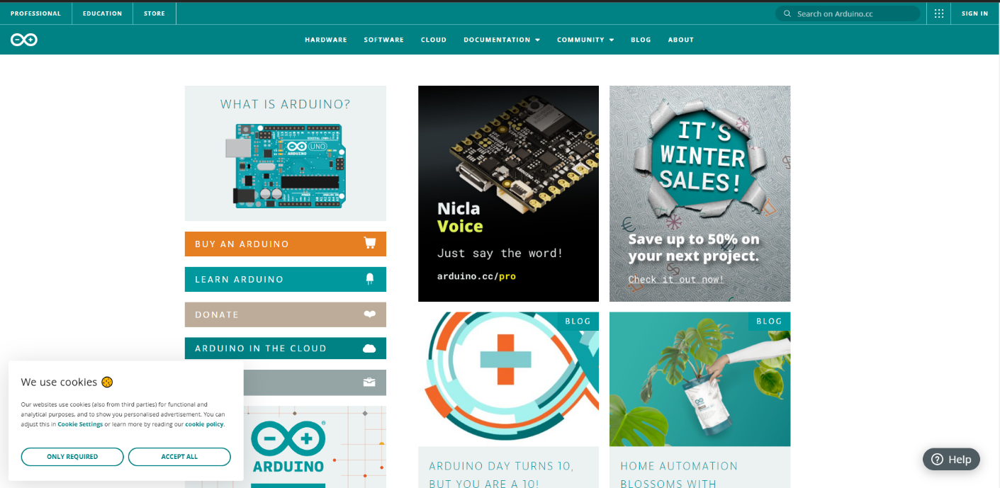 PROFESSIONAL
EDUCATION
STORE
Search on Arduino.cc
SIGN IN
HARDWARE
SOFTWARE
CLOUD
DOCUMENTATION
COMMUNITY
BLOG
ABOUT
WHAT IS ARDUINO?
UNO
ARDUINO
BUY AN ARDUINO
LEARN ARDUINO
DONATE
ARDUINO IN THE CLOUD
ARDUINO
Nicla
Voice
Just say the word!
arduino.cc/pro
IT'S
WINTER
SALES!
Save up to 50% on
your next project.
Check it out now!
BLOG
ARDUINO DAY TURNS 10,
BUT YOU ARE A 10!
BLOG
HOME AUTOMATION
BLOSSOMS WITH
We use cookies
Our websites use cookies (also from third parties) for functional and
analytical purposes, and to show you personalised advertisement. You can
adjust this in Cookie Settings or learn more by reading our cookie policy.
ONLY REQUIRED
ACCEPT ALL
Help